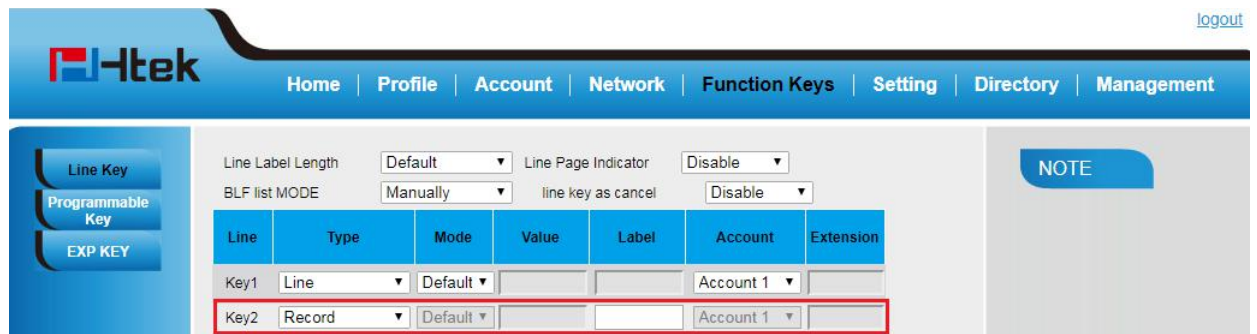 logout
Htek
Home | Profile | Account | Network | Function Keys | Setting | Directory | Management
Line Key
Programmable Key
EXP KEY
Line Label Length Default Line Page Indicator Disable
BLF list MODE Manually line key as cancel Disable
Line Type Mode Value Label Account Extension
Key1 Line Default Account 1
Key2 Record Default Account 1
NOTE